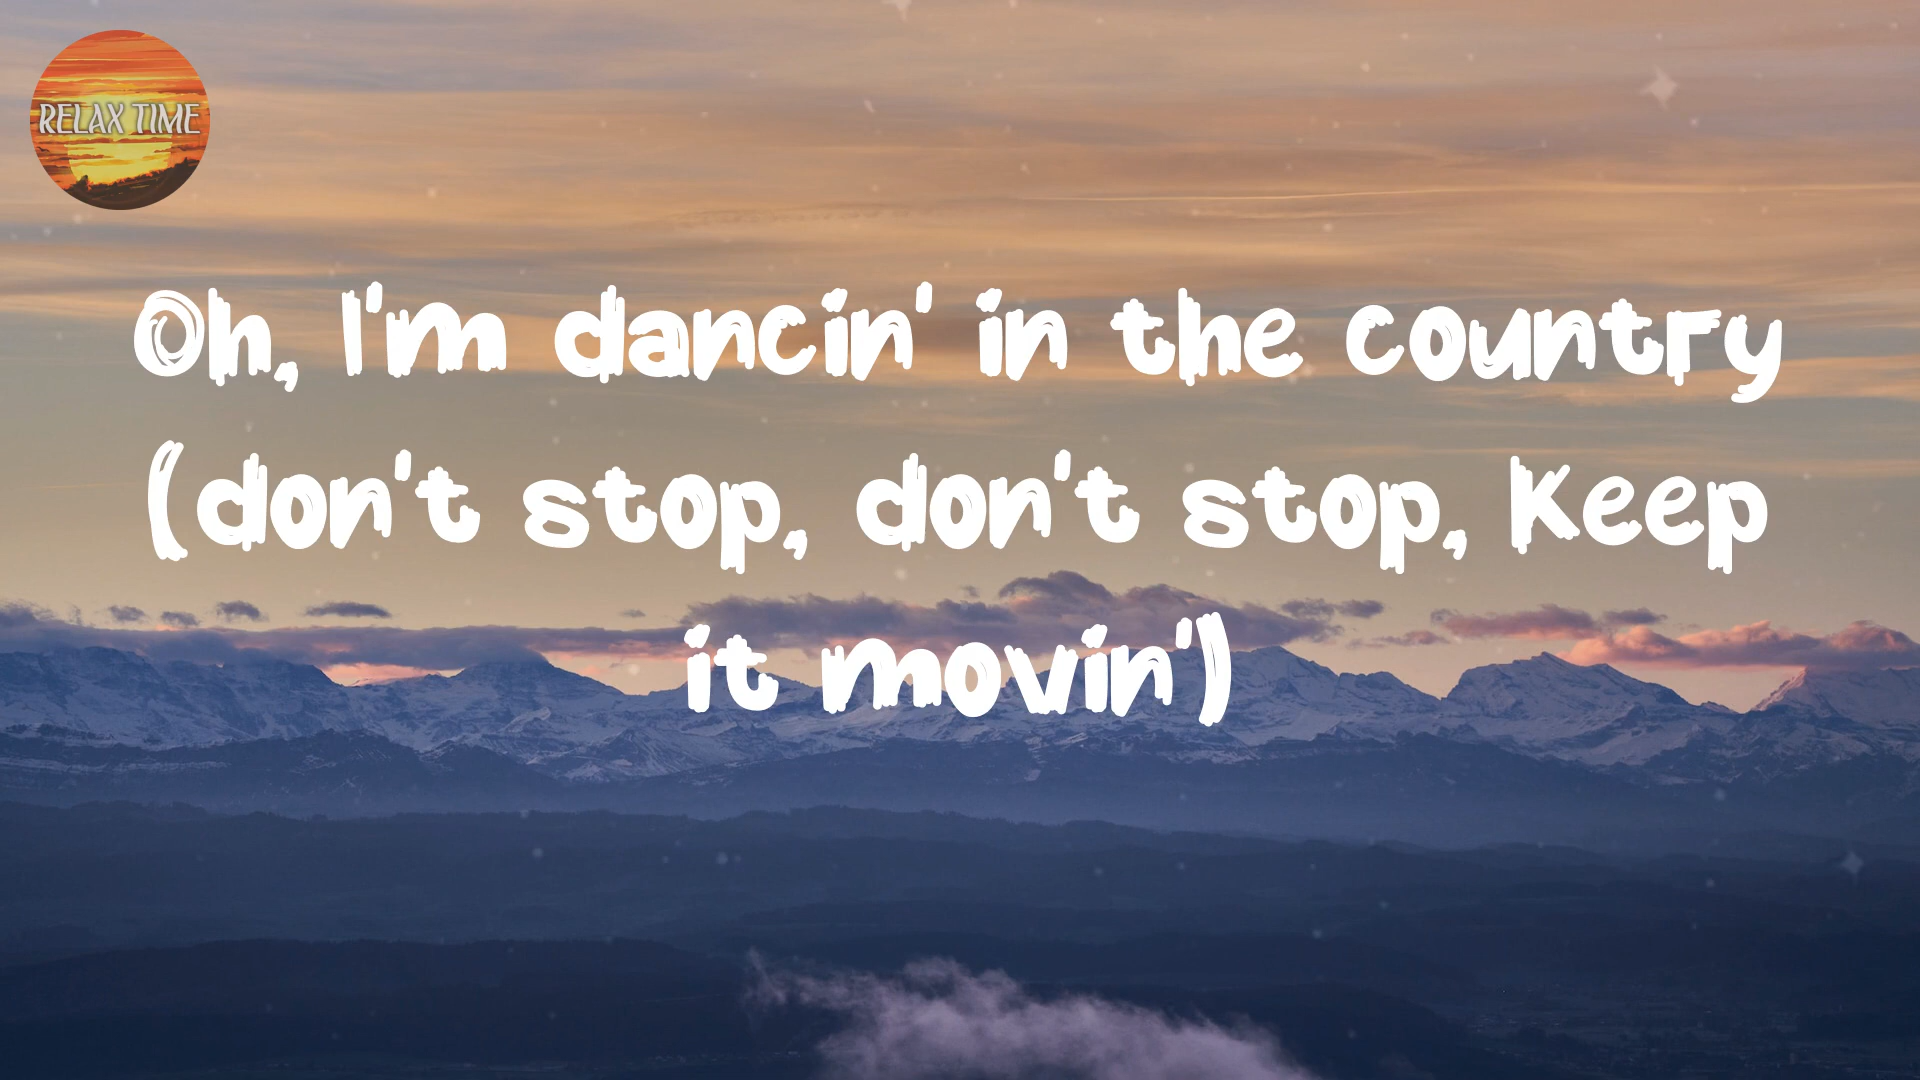 RELAX TIME
Oh, I'm dancin' in the country
(don't stop, don't stop, keep
it movin')